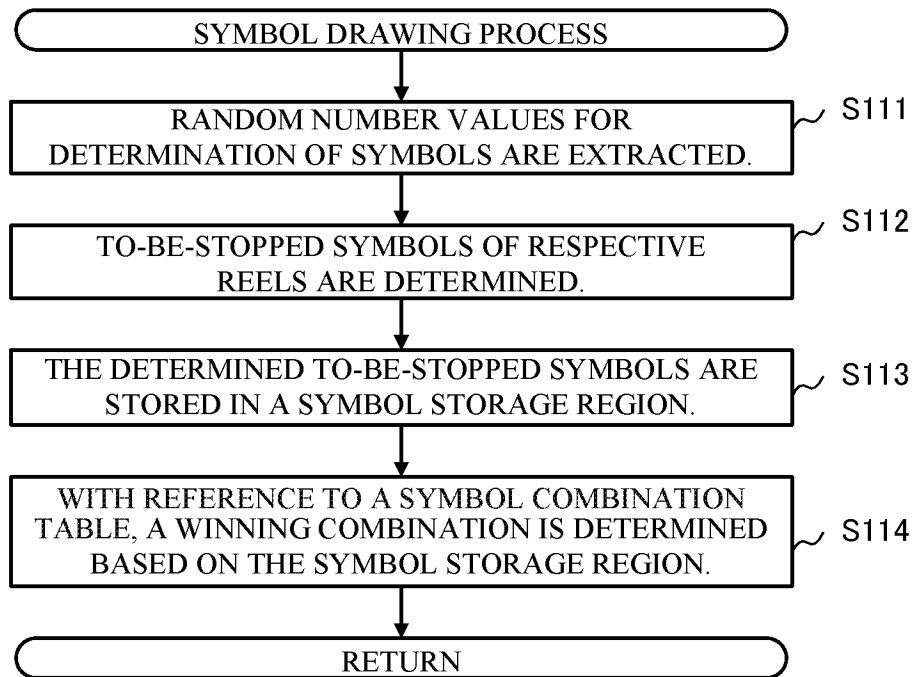 SYMBOL DRAWING PROCESS
RANDOM NUMBER VALUES FOR
DETERMINATION OF SYMBOLS ARE EXTRACTED.
S111
TO-BE-STOPPED SYMBOLS OF RESPECTIVE
REELS ARE DETERMINED.
S112
THE DETERMINED TO-BE-STOPPED SYMBOLS ARE
STORED IN A SYMBOL STORAGE REGION.
S113
WITH REFERENCE TO A SYMBOL COMBINATION
TABLE, A WINNING COMBINATION IS DETERMINED
BASED ON THE SYMBOL STORAGE REGION.
S114
RETURN